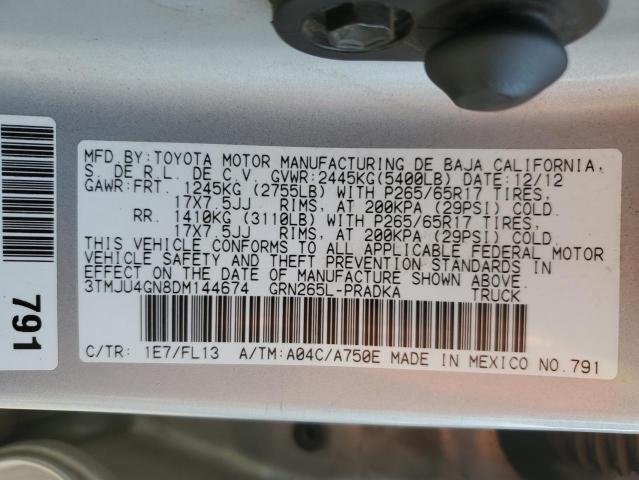 MFD.BY:TOYOTA MOTOR MANUFACTURING DE BAJA CALIFORNIA,
S. DE R.L. DE C.V. GVWR:2445KG(5400LB) DATE:12/12
GAWR:FRT. 1245KG (2755LB) WITH P265/65R17 TIRES,
17X7.5JJ RIMS, AT 200KPA (29PSI) COLD.
RR. 1410KG (3110LB) WITH P265/65R17 TIRES,
17X7.5JJ RIMS, AT 200KPA (29PSI) COLD.
THIS VEHICLE CONFORMS TO ALL APPLICABLE FEDERAL MOTOR
VEHICLE SAFETY AND THEFT PREVENTION STANDARDS IN
EFFECT ON THE DATE OF MANUFACTURE SHOWN ABOVE.
3TMJU4GN8DM144674 GRN265L-PRADKA TRUCK
C/TR: 1E7/FL13 A/TM:A04C/A750E MADE IN MEXICO NO.791
791